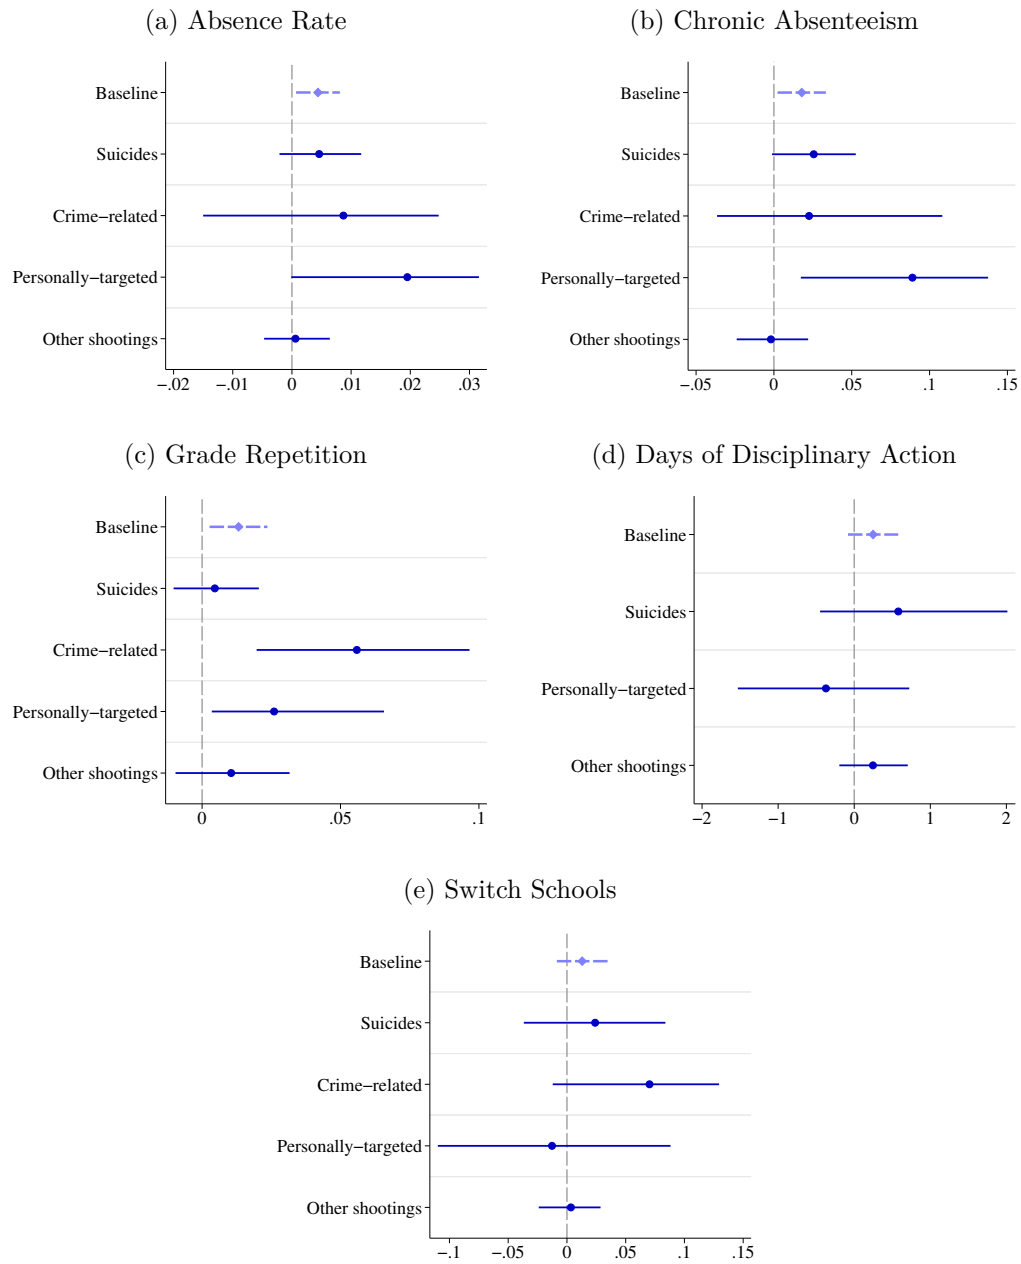 (a) Absence Rate
Baseline
Suicides
Crime−related
Personally−targeted
Other shootings
−.02 −.01 0 .01 .02 .03
(b) Chronic Absenteeism
Baseline
Suicides
Crime−related
Personally−targeted
Other shootings
−.05 0 .05 .1 .15
(c) Grade Repetition
Baseline
Suicides
Crime−related
Personally−targeted
Other shootings
0 .05 .1
(d) Days of Disciplinary Action
Baseline
Suicides
Personally−targeted
Other shootings
−2 −1 0 1 2
(e) Switch Schools
Baseline
Suicides
Crime−related
Personally−targeted
Other shootings
−.1 −.05 0 .05 .1 .15